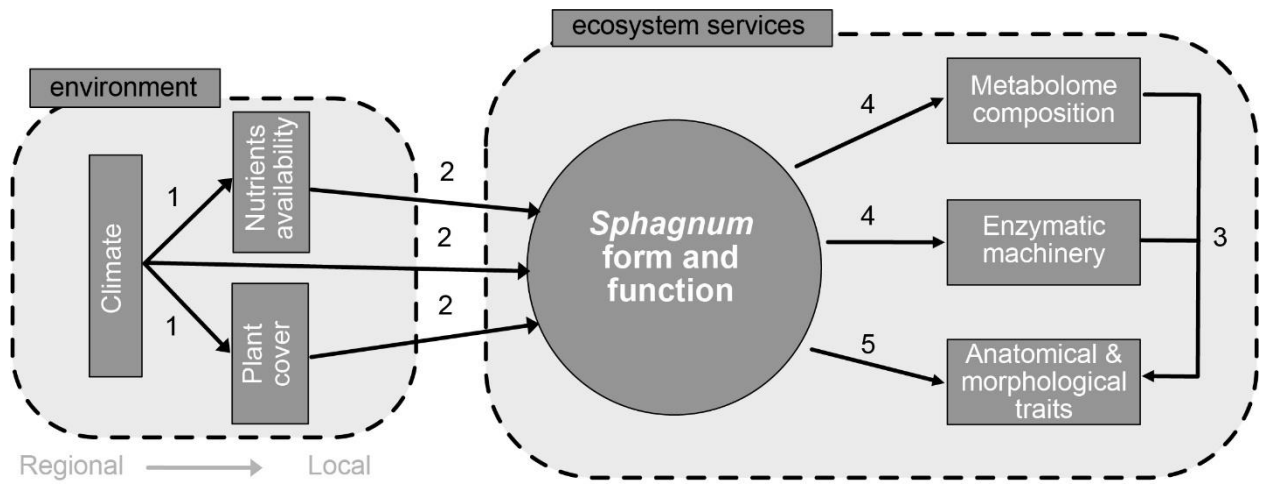 ecosystem services
environment
Climate
Nutrients
availability
Plant
cover
1
1
2
2
2
Sphagnum
form and
function
4
4
5
Metabolome
composition
Enzymatic
machinery
Anatomical &
morphological
traits
3
Regional
Local